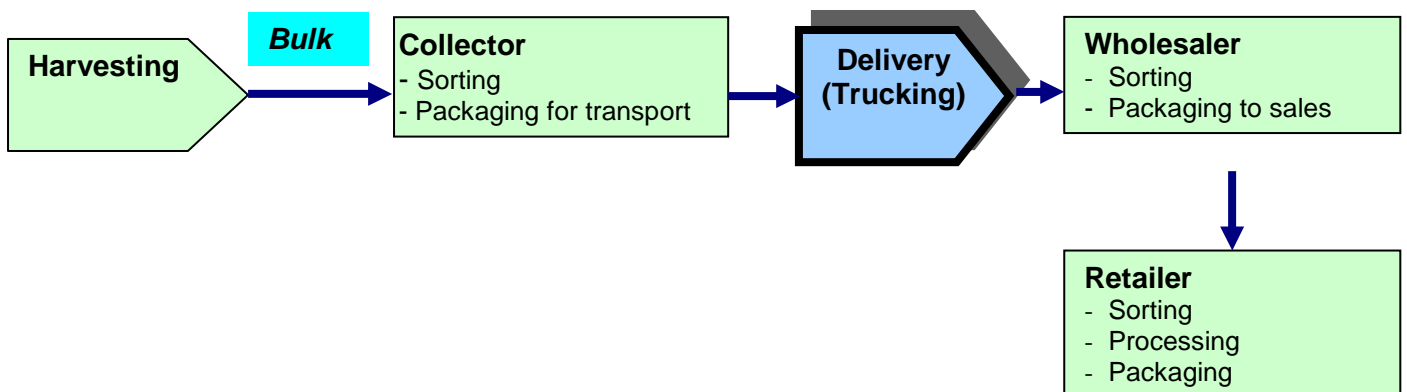 Harvesting
Bulk
Collector
- Sorting
- Packaging for transport
Delivery
(Trucking)
Wholesaler
- Sorting
- Packaging to sales
Retailer
- Sorting
- Processing
- Packaging